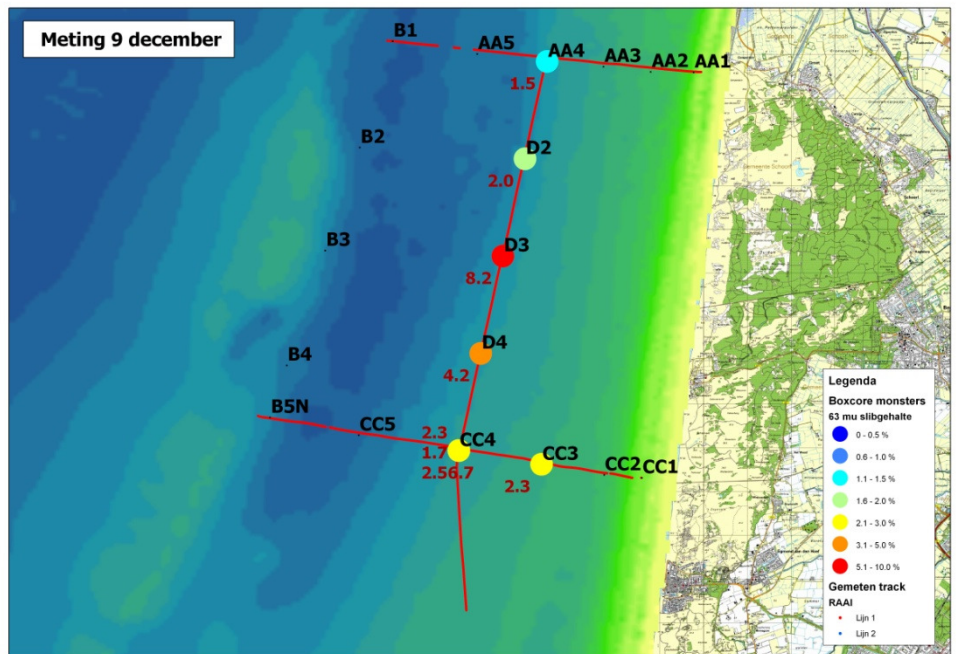 Meting 9 december
B1
AA5
AA4
AA3
AA2
AA1
1.5
B2
D2
2.0
B3
D3
8.2
B4
D4
4.2
B5N
CC5
2.3
CC4
1.7
CC3
2.56.7
CC2
CC1
2.3
Legenda
Boxcore monsters
63 mu slibgehalte
0 - 0.5 %
0.6 - 1.0 %
1.1 - 1.5 %
1.6 - 2.0 %
2.1 - 3.0 %
3.1 - 5.0 %
5.1 - 10.0 %
Gemeten track
RAAI
Lijn 1
Lijn 2